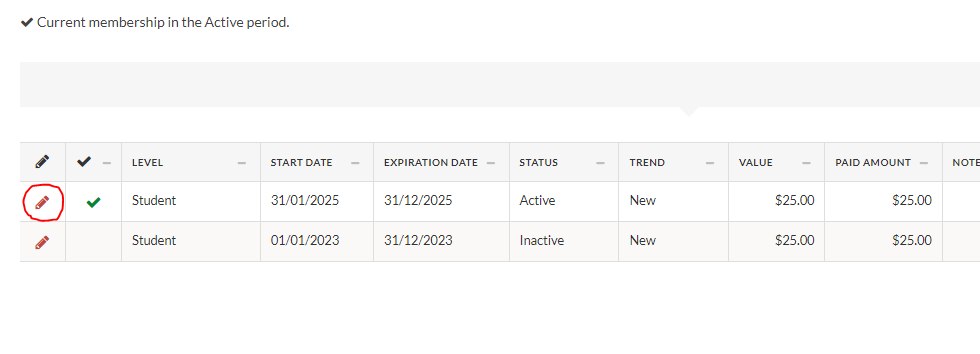 Current membership in the Active period.
LEVEL START DATE EXPIRATION DATE STATUS TREND VALUE PAID AMOUNT NOTE
Student 31/01/2025 31/12/2025 Active New $25.00 $25.00
Student 01/01/2023 31/12/2023 Inactive New $25.00 $25.00